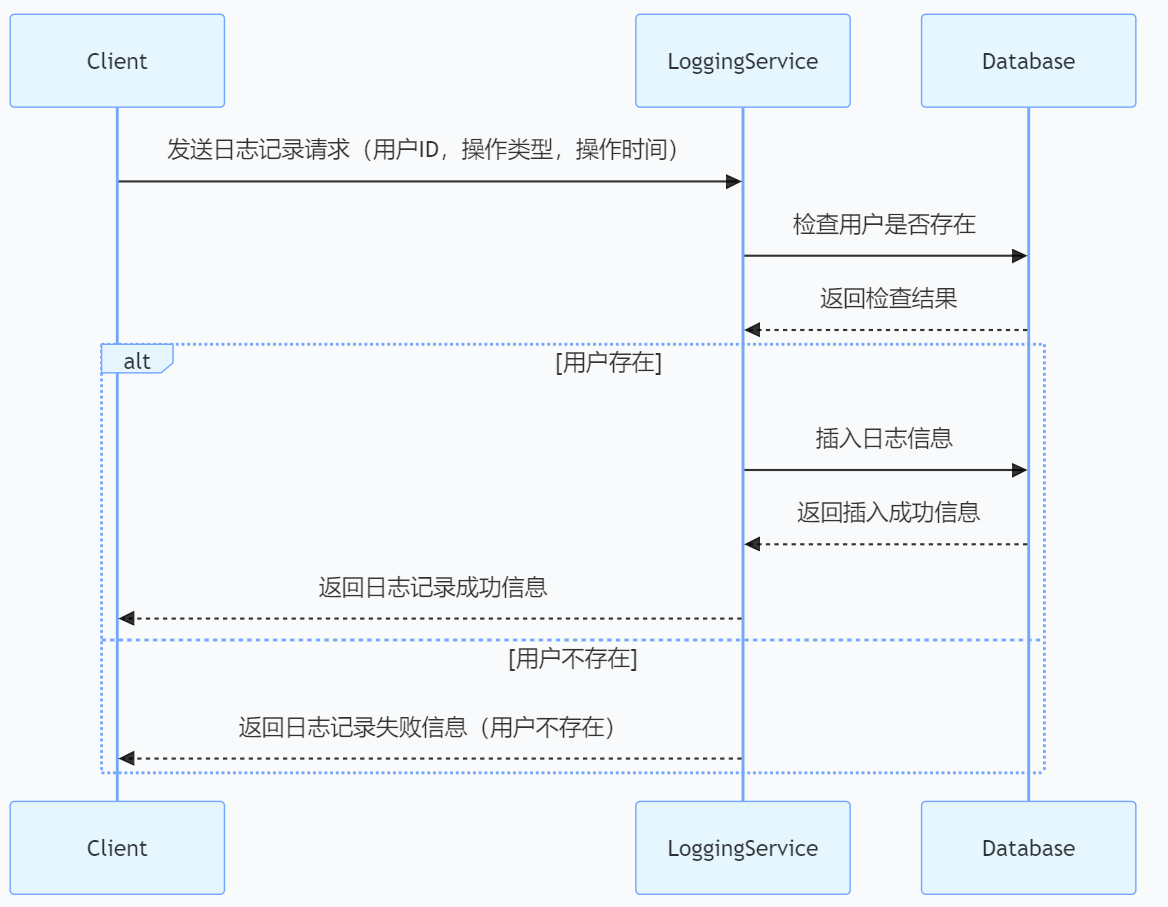 Client
LoggingService
Database
发送日志记录请求（用户ID，操作类型，操作时间）
检查用户是否存在
返回检查结果
alt
[用户存在]
插入日志信息
返回插入成功信息
返回日志记录成功信息
[用户不存在]
返回日志记录失败信息（用户不存在）
Client
LoggingService
Database